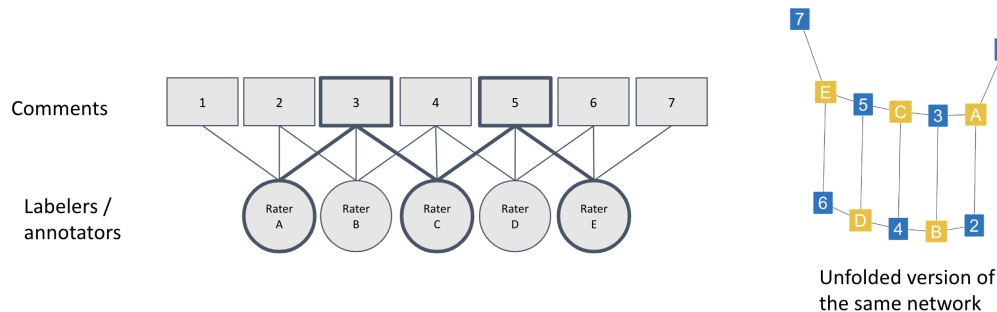 Comments
1 2 3 4 5 6 7
Labelers /
annotators
Rater
A
Rater
B
Rater
C
Rater
D
Rater
E
7
E 5 C 3 A
6 D 4 B 2
Unfolded version of
the same network